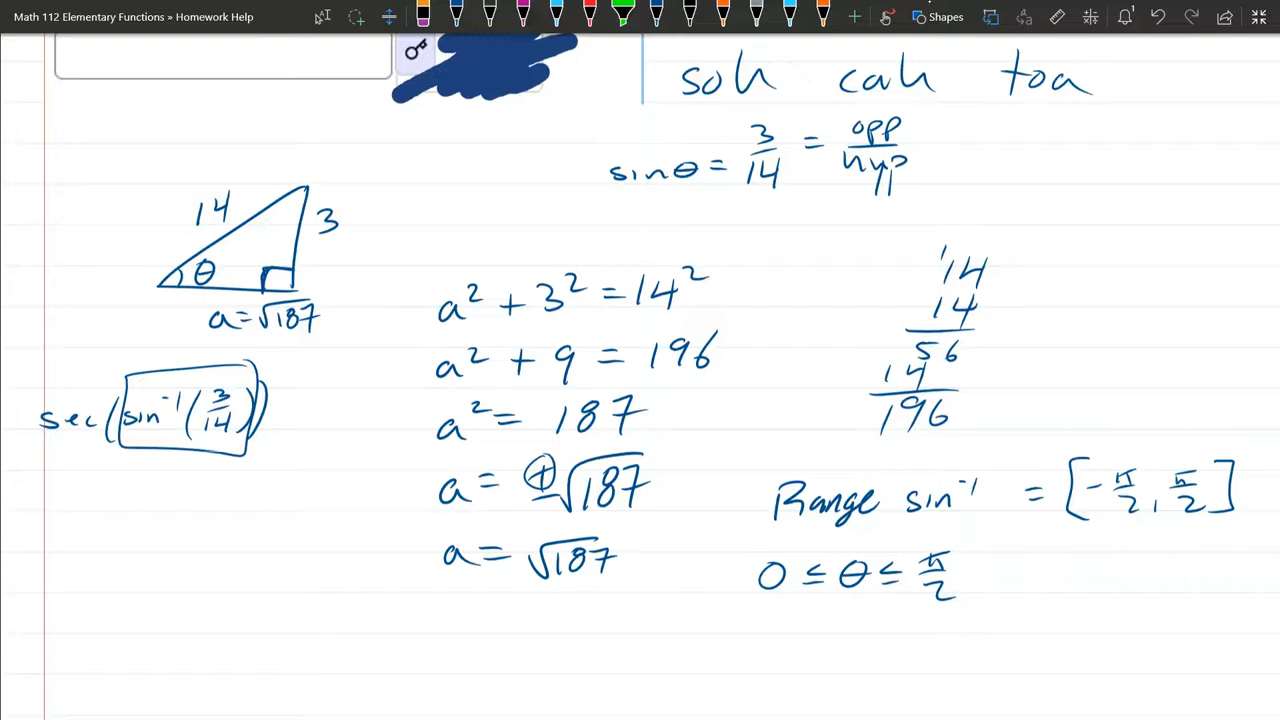 Math 112 Elementary Functions » Homework Help
Shapes
soh cah toa
sinθ = 3/14 = opp/hyp
14
3
θ
a=√187
a² + 3² = 14²
a² + 9 = 196
a² = 187
a = ±√187
a = √187
sec(sin⁻¹(3/14))
1
14
14
56
14
196
Range sin⁻¹ = [-π/2, π/2]
0 ≤ θ ≤ π/2